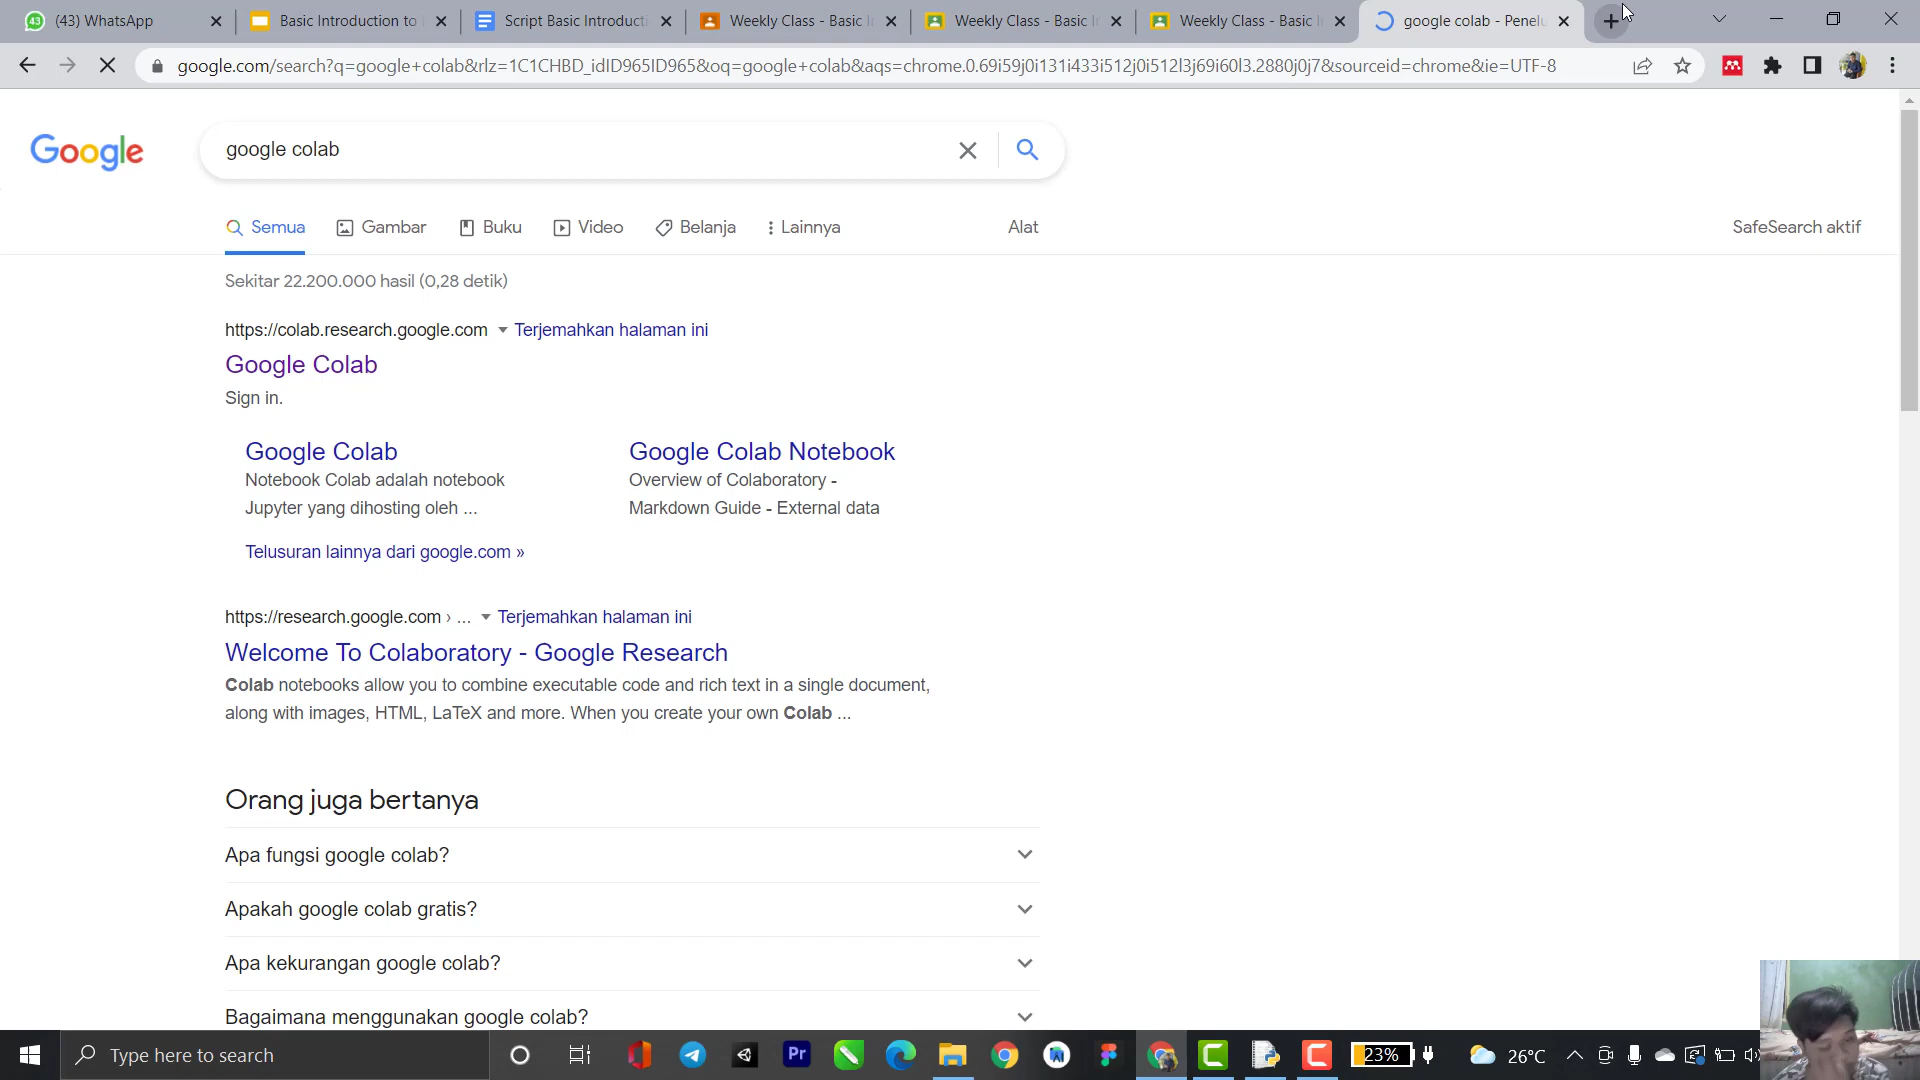 (43) WhatsApp
Basic Introduction to
Script Basic Introducti
Weekly Class - Basic I
Weekly Class - Basic I
Weekly Class - Basic I
google colab - Penelu
google.com/search?q=google+colab&rlz=1C1CHBD_idID965ID965&oq=google+colab&aqs=chrome.0.69i59j0i131i433i512j0i512l3j69i60l3.2880j0j7&sourceid=chrome&ie=UTF-8
Google
google colab
Semua
Gambar
Buku
Video
Belanja
Lainnya
Alat
SafeSearch aktif
Sekitar 22.200.000 hasil (0,28 detik)
https://colab.research.google.com Terjemahkan halaman ini
Google Colab
Sign in.
Google Colab
Notebook Colab adalah notebook
Jupyter yang dihosting oleh ...
Google Colab Notebook
Overview of Colaboratory -
Markdown Guide - External data
Telusuran lainnya dari google.com »
https://research.google.com › ... Terjemahkan halaman ini
Welcome To Colaboratory - Google Research
Colab notebooks allow you to combine executable code and rich text in a single document,
along with images, HTML, LaTeX and more. When you create your own Colab ...
Orang juga bertanya
Apa fungsi google colab?
Apakah google colab gratis?
Apa kekurangan google colab?
Bagaimana menggunakan google colab?
Type here to search
Pr
23%
26°C